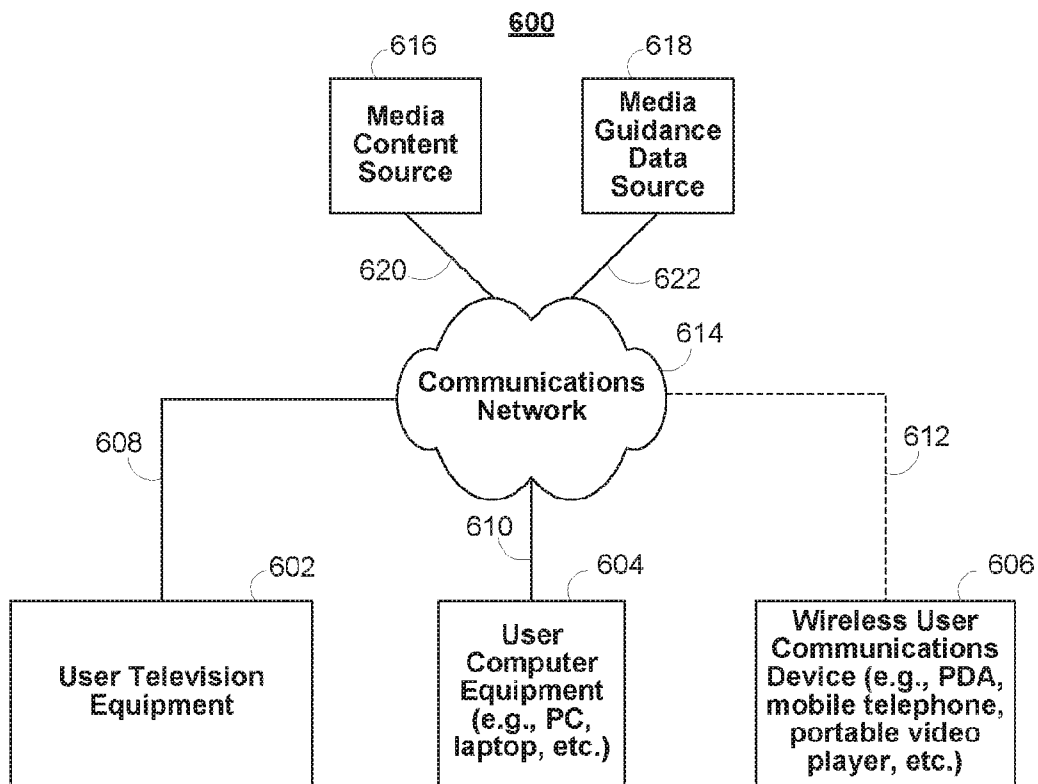 600
616
618
Media
Content
Source
Media
Guidance
Data
Source
620
622
614
Communications
Network
608
612
610
602
604
606
User Television
Equipment
User
Computer
Equipment
(e.g., PC,
laptop, etc.)
Wireless User
Communications
Device (e.g., PDA,
mobile telephone,
portable video
player, etc.)